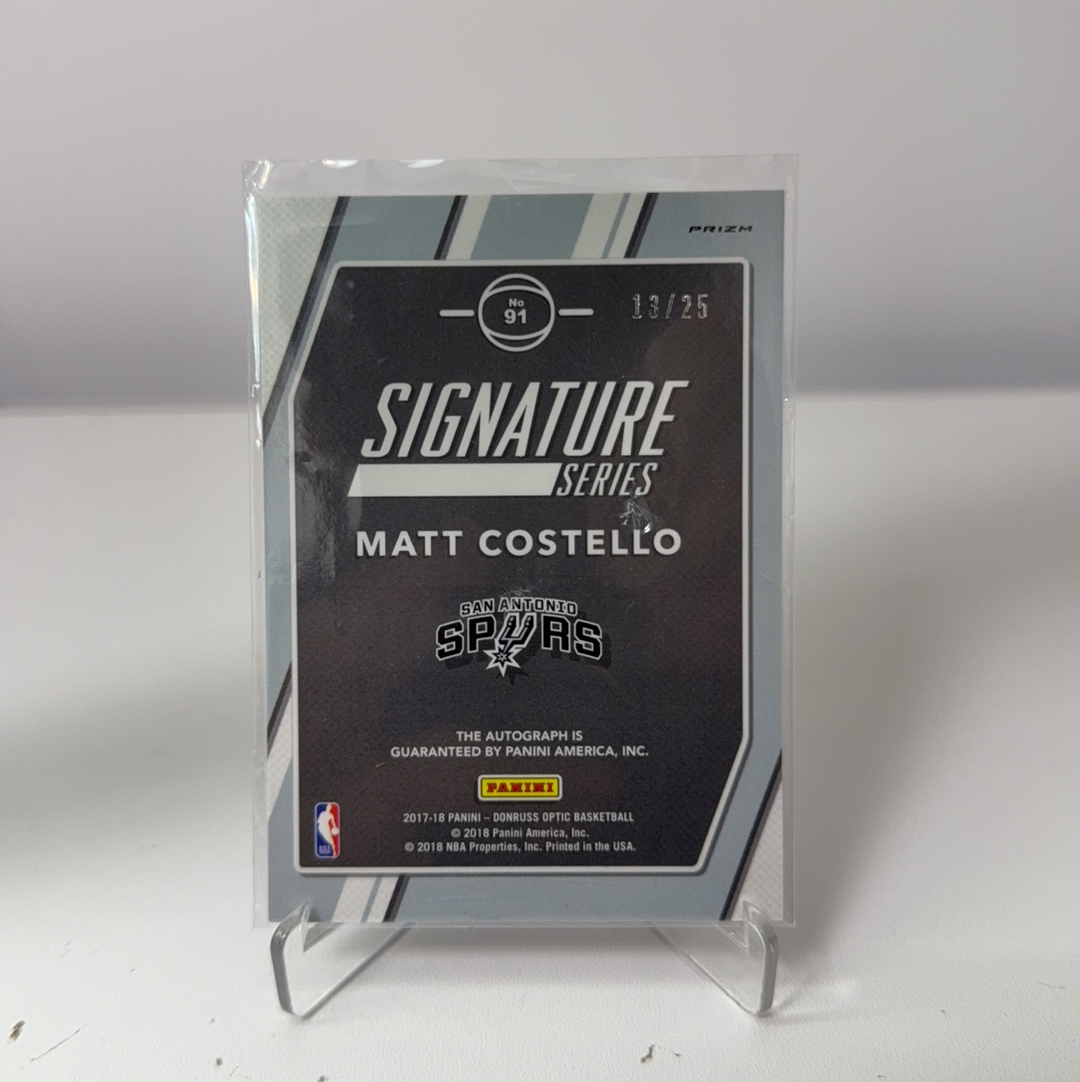 PRIZM
No
91
13/25
SIGNATURE
SERIES
MATT COSTELLO
SAN ANTONIO
SPURS
THE AUTOGRAPH IS
GUARANTEED BY PANINI AMERICA, INC.
PANINI
2017-18 PANINI – DONRUSS OPTIC BASKETBALL
© 2018 Panini America, Inc.
© 2018 NBA Properties, Inc. Printed in the USA.
NBA